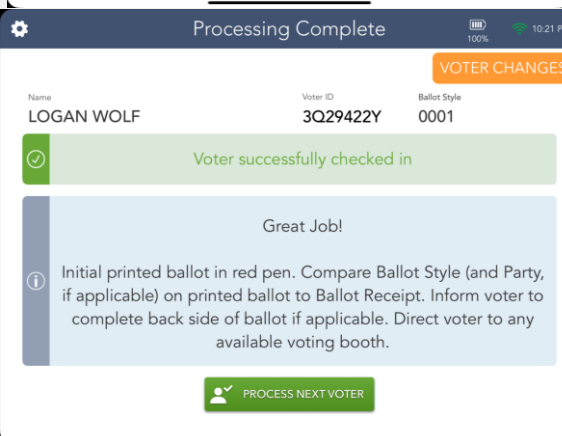 Processing Complete
100%
10:21 P
VOTER CHANGES
Name
Voter ID
Ballot Style
LOGAN WOLF
3Q29422Y
0001
Voter successfully checked in
Great Job!
Initial printed ballot in red pen. Compare Ballot Style (and Party,
if applicable) on printed ballot to Ballot Receipt. Inform voter to
complete back side of ballot if applicable. Direct voter to any
available voting booth.
PROCESS NEXT VOTER